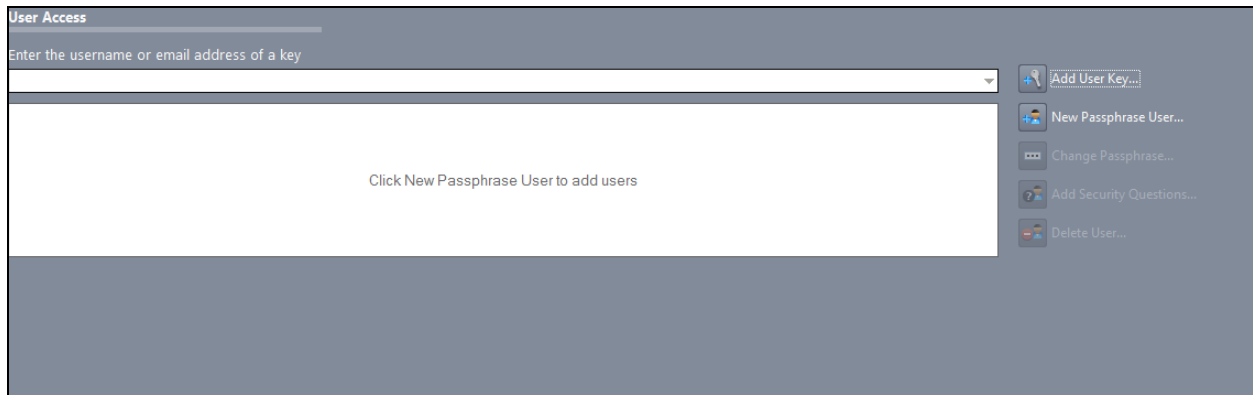 User Access
Enter the username or email address of a key
Add User Key...
New Passphrase User...
Click New Passphrase User to add users
Change Passphrase...
Add Security Questions...
Delete User...